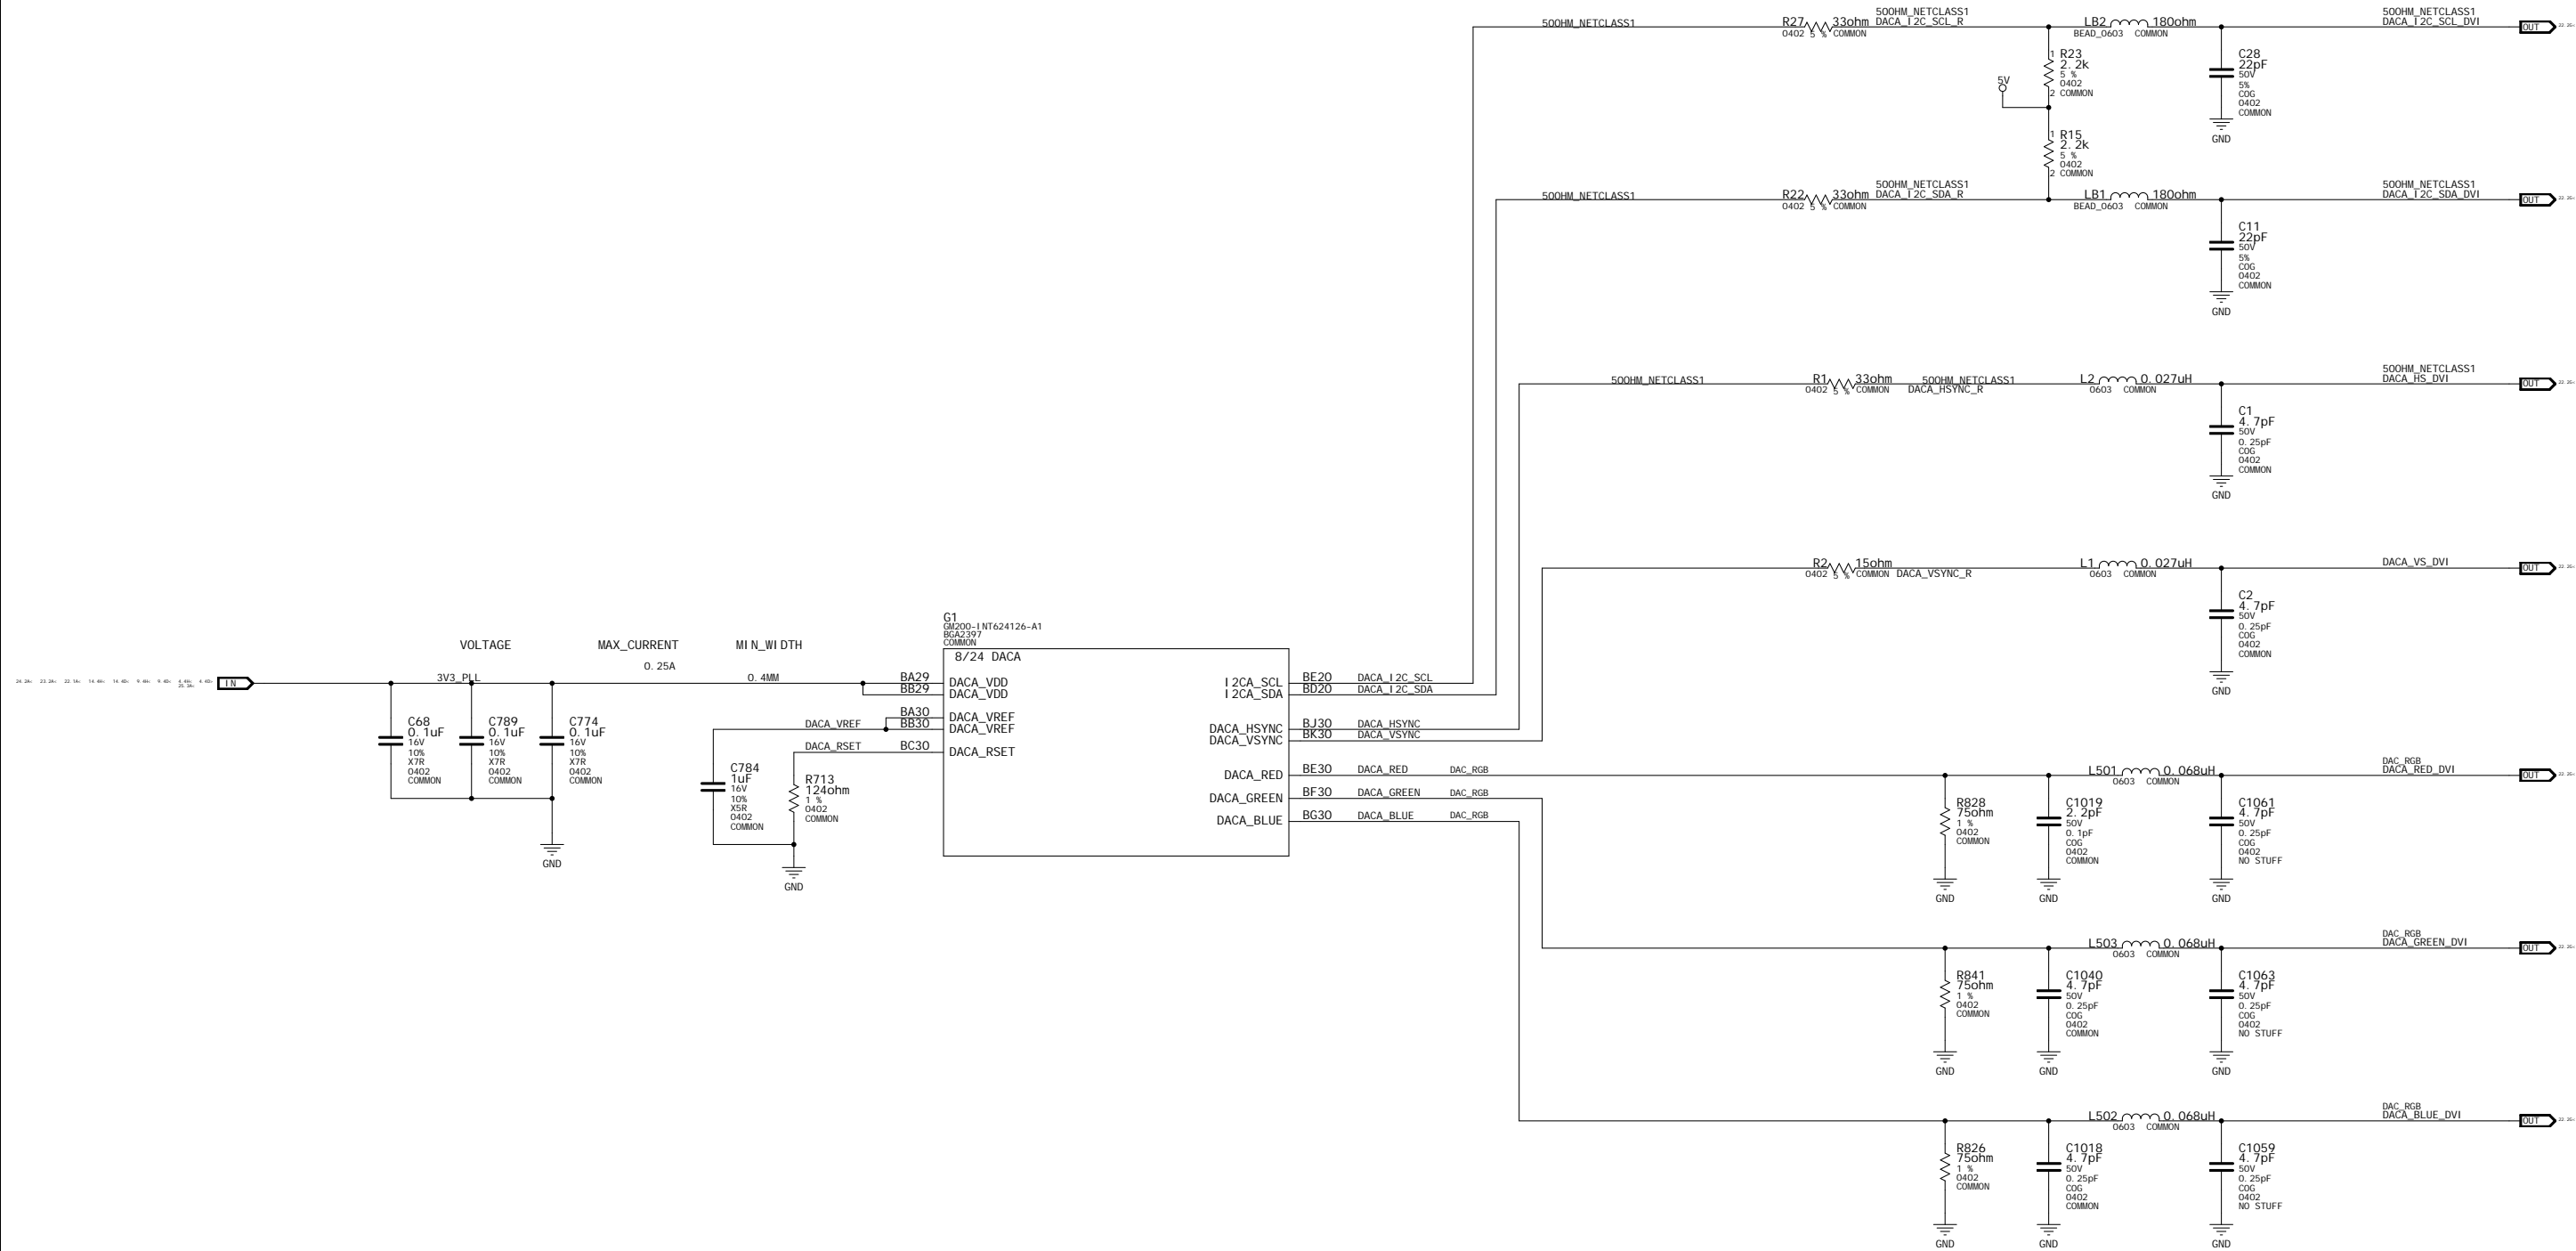 50OHM_NETCLASS1
R27 33ohm
0402 5 % COMMON
50OHM_NETCLASS1
DACA_I2C_SCL_R
LB2 180ohm
BEAD_0603 COMMON
50OHM_NETCLASS1
DACA_I2C_SCL_DVI
OUT
1 R23
2.2k
5 %
0402
2 COMMON
5V
C28
22pF
50V
5%
COG
0402
COMMON
GND
1 R15
2.2k
5 %
0402
2 COMMON
50OHM_NETCLASS1
R22 33ohm
0402 5 % COMMON
50OHM_NETCLASS1
DACA_I2C_SDA_R
LB1 180ohm
BEAD_0603 COMMON
50OHM_NETCLASS1
DACA_I2C_SDA_DVI
OUT
C11
22pF
50V
5%
COG
0402
COMMON
GND
50OHM_NETCLASS1
R1 33ohm
0402 5 % COMMON
50OHM_NETCLASS1
DACA_HSYNC_R
L2 0.027uH
0603 COMMON
50OHM_NETCLASS1
DACA_HS_DVI
OUT
C1
4.7pF
50V
0.25pF
COG
0402
COMMON
GND
R2 15ohm
0402 5 % COMMON DACA_VSYNC_R
L1 0.027uH
0603 COMMON
DACA_VS_DVI
OUT
C2
4.7pF
50V
0.25pF
COG
0402
COMMON
GND
VOLTAGE MAX_CURRENT MIN_WIDTH
0.25A
IN
3V3_PLL
0.4MM
C68
0.1uF
16V
10%
X7R
0402
COMMON
C789
0.1uF
16V
10%
X7R
0402
COMMON
C774
0.1uF
16V
10%
X7R
0402
COMMON
GND
DACA_VREF
DACA_RSET
C784
1uF
16V
10%
X5R
0402
COMMON
R713
124ohm
1 %
0402
COMMON
GND
G1
GM200-INT624126-A1
BGA2397
COMMON
8/24 DACA
BA29 DACA_VDD
BB29 DACA_VDD
BA30 DACA_VREF
BB30 DACA_VREF
BC30 DACA_RSET
I2CA_SCL BE20 DACA_I2C_SCL
I2CA_SDA BD20 DACA_I2C_SDA
DACA_HSYNC BJ30 DACA_HSYNC
DACA_VSYNC BK30 DACA_VSYNC
DACA_RED BE30 DACA_RED DAC_RGB
DACA_GREEN BF30 DACA_GREEN DAC_RGB
DACA_BLUE BG30 DACA_BLUE DAC_RGB
L501 0.068uH
0603 COMMON
DAC_RGB
DACA_RED_DVI
OUT
R828
75ohm
1 %
0402
COMMON
GND
C1019
2.2pF
50V
0.1pF
COG
0402
COMMON
GND
C1061
4.7pF
50V
0.25pF
COG
0402
NO STUFF
GND
L503 0.068uH
0603 COMMON
DAC_RGB
DACA_GREEN_DVI
OUT
R841
75ohm
1 %
0402
COMMON
GND
C1040
4.7pF
50V
0.25pF
COG
0402
COMMON
GND
C1063
4.7pF
50V
0.25pF
COG
0402
NO STUFF
GND
L502 0.068uH
0603 COMMON
DAC_RGB
DACA_BLUE_DVI
OUT
R826
75ohm
1 %
0402
COMMON
GND
C1018
4.7pF
50V
0.25pF
COG
0402
COMMON
GND
C1059
4.7pF
50V
0.25pF
COG
0402
NO STUFF
GND